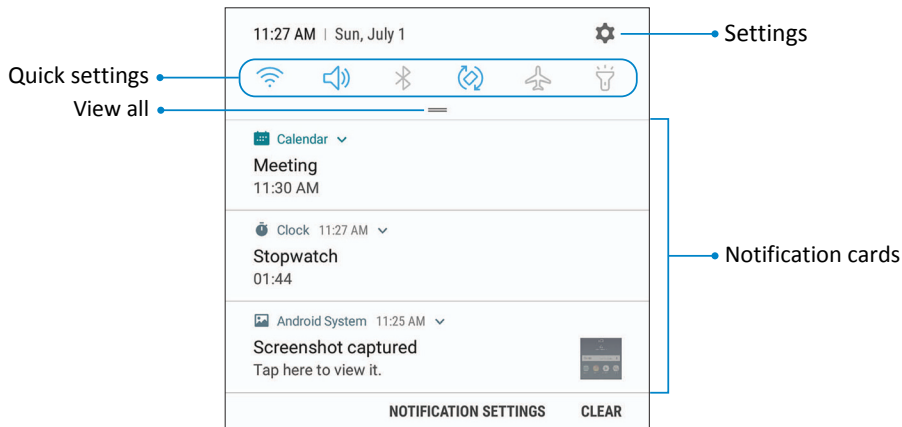 11:27 AM | Sun, July 1
Settings
Quick settings
View all
Calendar
Meeting
11:30 AM
Clock 11:27 AM
Stopwatch
01:44
Notification cards
Android System 11:25 AM
Screenshot captured
Tap here to view it.
NOTIFICATION SETTINGS CLEAR